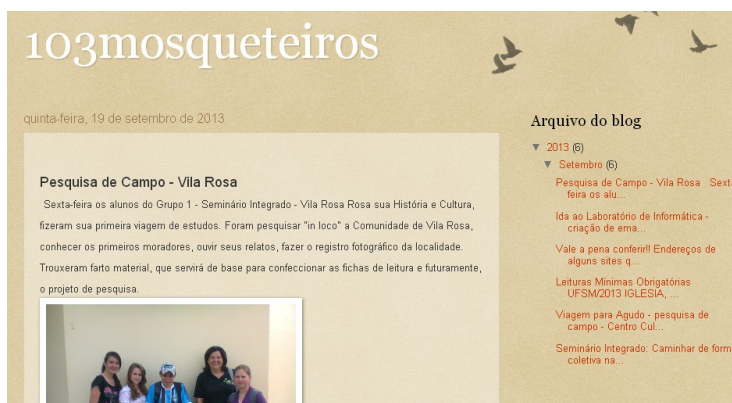 103mosqueteiros
quinta-feira, 19 de setembro de 2013
Pesquisa de Campo - Vila Rosa
Sexta-feira os alunos do Grupo 1 - Seminário Integrado - Vila Rosa Rosa sua História e Cultura,
fizeram sua primeira viagem de estudos. Foram pesquisar "in loco" a Comunidade de Vila Rosa,
conhecer os primeiros moradores, ouvir seus relatos, fazer o registro fotográfico da localidade.
Trouxeram farto material, que servirá de base para confeccionar as fichas de leitura e futuramente,
o projeto de pesquisa.
Arquivo do blog
▼ 2013 (6)
▼ Setembro (6)
Pesquisa de Campo - Vila Rosa Sext
feira os alu...
Ida ao Laboratório de Informática -
criação de ema...
Vale a pena conferir!! Endereços de
alguns sites q...
Leituras Mínimas Obrigatórias
UFSM/2013 IGLESIA, ...
Viagem para Agudo - pesquisa de
campo - Centro Cul...
Seminário Integrado: Caminhar de form
coletiva na...